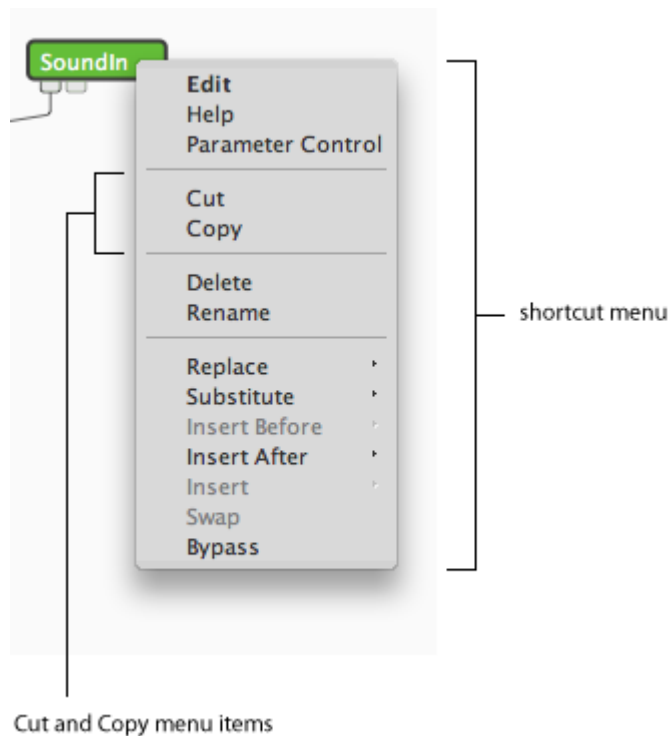 SoundIn
Edit
Help
Parameter Control
Cut
Copy
Delete
Rename
shortcut menu
Replace
Substitute
Insert Before
Insert After
Insert
Swap
Bypass
Cut and Copy menu items